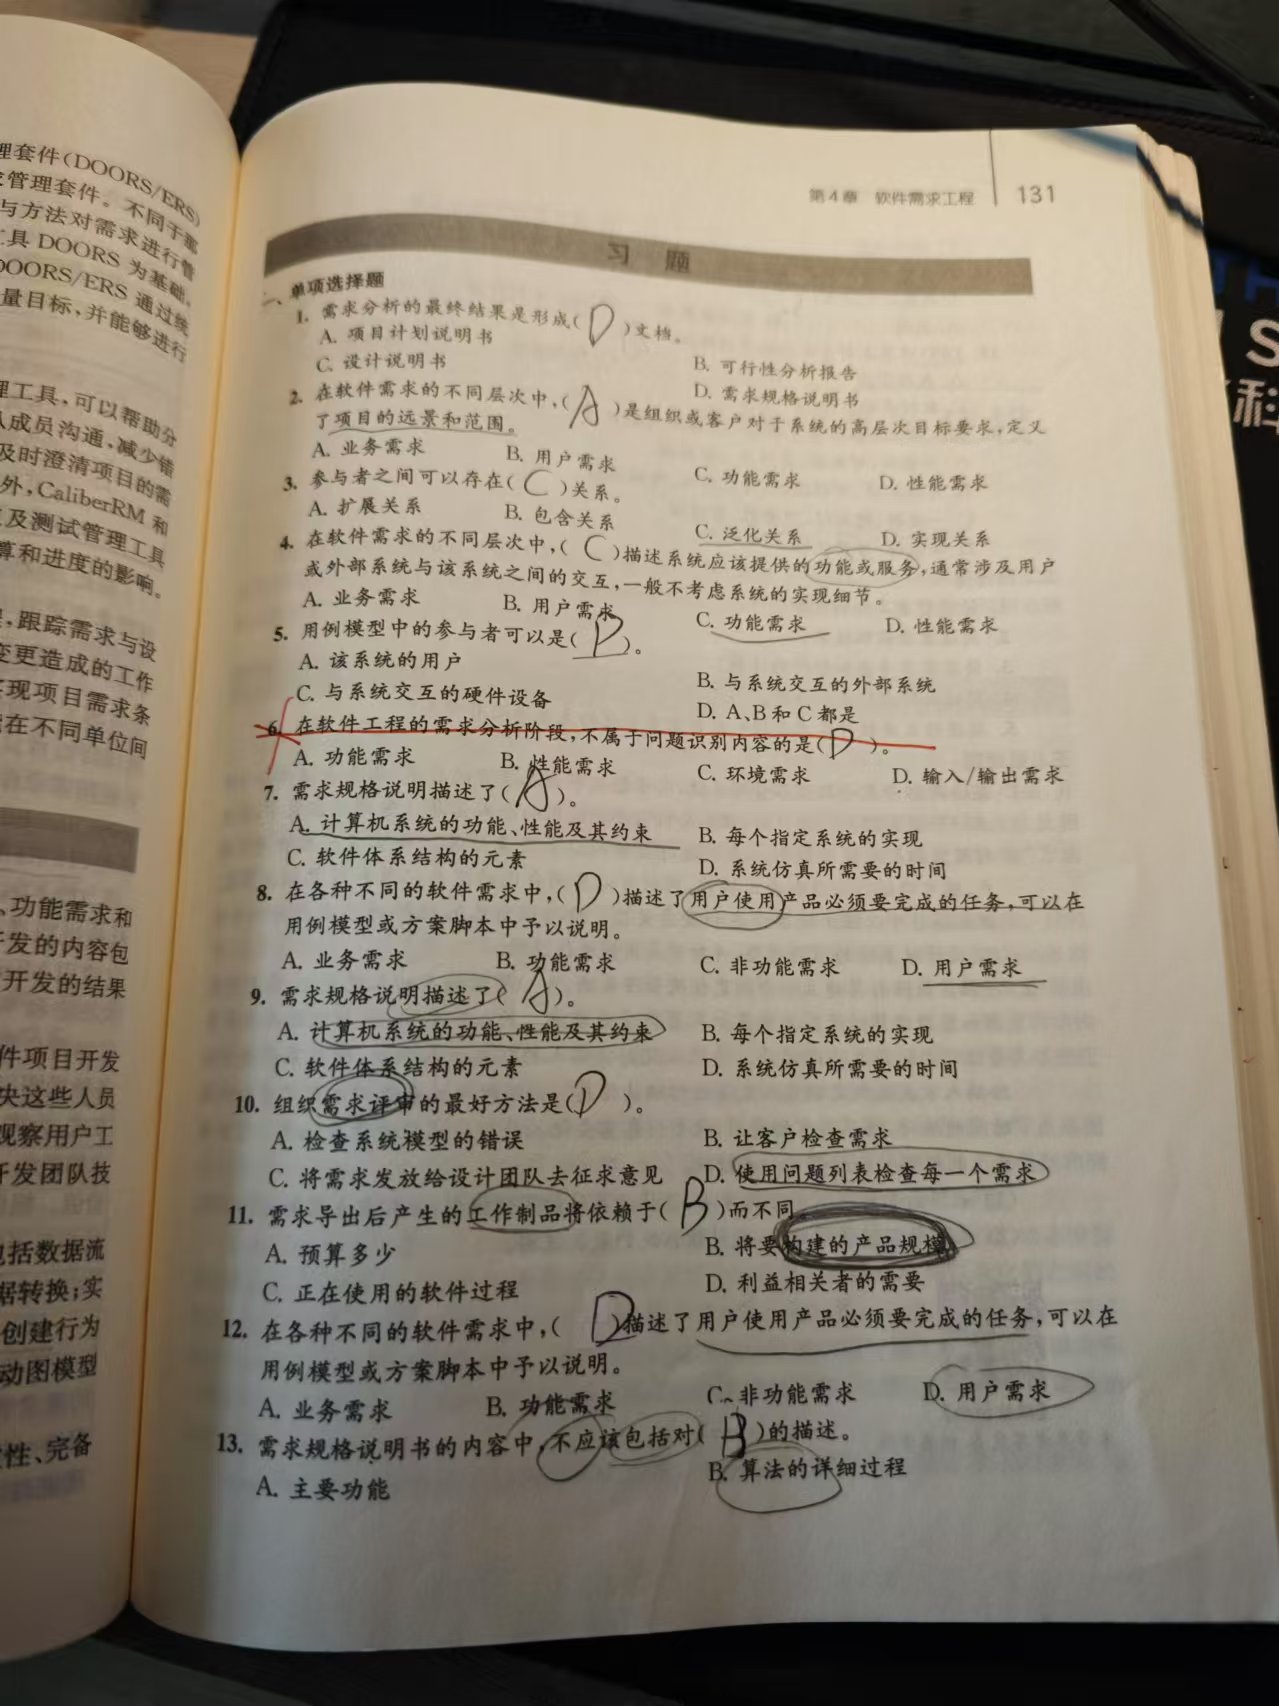 理套件(DOORS/ERS)
管理套件。不同于那
与方法对需求进行管
工具 DOORS 为基础。
DOORS/ERS 通过统
量目标,并能够进行
理工具,可以帮助分
队成员沟通,减少错
及时澄清项目的需
外,CaliberRM 和
及测试管理工具
算和进度的影响。
,跟踪需求与设
变更造成的工作
实现项目需求条
在不同单位间
、功能需求和
开发的内容包
开发的结果
件项目开发
央这些人员
观察用户工
开发团队技
包括数据流
据转换;实
创建行为
动图模型
性、完备
第4章 软件需求工程 131
习 题
一、单项选择题
1. 需求分析的最终结果是形成( D )文档。
A. 项目计划说明书
B. 可行性分析报告
C. 设计说明书
D. 需求规格说明书
2. 在软件需求的不同层次中,( A )是组织或客户对于系统的高层次目标要求,定义
了项目的远景和范围。
A. 业务需求 B. 用户需求 C. 功能需求 D. 性能需求
3. 参与者之间可以存在( C )关系。
A. 扩展关系 B. 包含关系 C. 泛化关系 D. 实现关系
4. 在软件需求的不同层次中,( C )描述系统应该提供的功能或服务,通常涉及用户
或外部系统与该系统之间的交互,一般不考虑系统的实现细节。
A. 业务需求 B. 用户需求 C. 功能需求 D. 性能需求
5. 用例模型中的参与者可以是( D )。
A. 该系统的用户 B. 与系统交互的外部系统
C. 与系统交互的硬件设备 D. A、B 和 C 都是
6. 在软件工程的需求分析阶段,不属于问题识别内容的是( D )。
A. 功能需求 B. 性能需求 C. 环境需求 D. 输入/输出需求
7. 需求规格说明描述了( A )。
A. 计算机系统的功能、性能及其约束 B. 每个指定系统的实现
C. 软件体系结构的元素 D. 系统仿真所需要的时间
8. 在各种不同的软件需求中,( D )描述了用户使用产品必须要完成的任务,可以在
用例模型或方案脚本中予以说明。
A. 业务需求 B. 功能需求 C. 非功能需求 D. 用户需求
9. 需求规格说明描述了( A )。
A. 计算机系统的功能、性能及其约束 B. 每个指定系统的实现
C. 软件体系结构的元素 D. 系统仿真所需要的时间
10. 组织需求评审的最好方法是( D )。
A. 检查系统模型的错误 B. 让客户检查需求
C. 将需求发放给设计团队去征求意见 D. 使用问题列表检查每一个需求
11. 需求导出后产生的工作制品将依赖于( B )而不同。
A. 预算多少 B. 将要构建的产品规模
C. 正在使用的软件过程 D. 利益相关者的需要
12. 在各种不同的软件需求中,( D )描述了用户使用产品必须要完成的任务,可以在
用例模型或方案脚本中予以说明。
A. 业务需求 B. 功能需求 C. 非功能需求 D. 用户需求
13. 需求规格说明书的内容中,不应该包括对( B )的描述。
A. 主要功能 B. 算法的详细过程